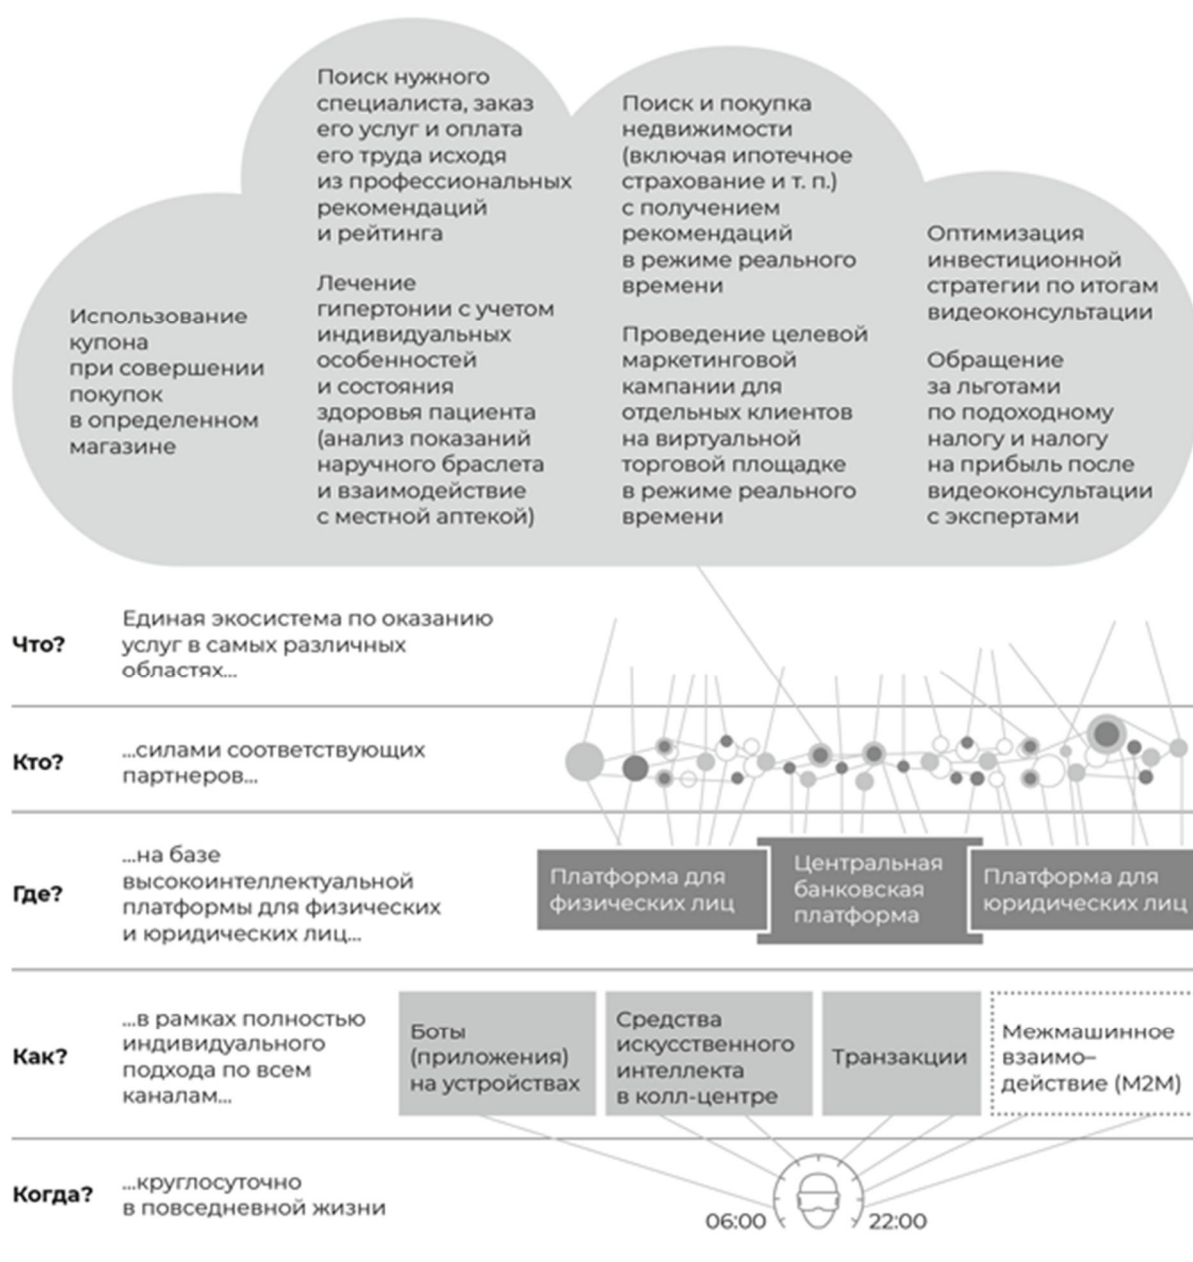 Поиск нужного
специалиста, заказ
его услуг и оплата
его труда исходя
из профессиональных
рекомендаций
и рейтинга
Лечение
гипертонии с учетом
индивидуальных
особенностей
и состояния
здоровья пациента
(анализ показаний
наручного браслета
и взаимодействие
с местной аптекой)
Поиск и покупка
недвижимости
(включая ипотечное
страхование и т. п.)
с получением
рекомендаций
в режиме реального
времени
Проведение целевой
маркетинговой
кампании для
отдельных клиентов
на виртуальной
торговой площадке
в режиме реального
времени
Оптимизация
инвестиционной
стратегии по итогам
видеоконсультации
Обращение
за льготами
по подоходному
налогу и налогу
на прибыль после
видеоконсультации
с экспертами
Использование
купона
при совершении
покупок
в определенном
магазине
Что?
Единая экосистема по оказанию
услуг в самых различных
областях...
Кто?
...силами соответствующих
партнеров...
Где?
...на базе
высокоинтеллектуальной
платформы для физических
и юридических лиц...
Платформа для
физических лиц
Центральная
банковская
платформа
Платформа для
юридических лиц
Как?
...в рамках полностью
индивидуального
подхода по всем
каналам...
Боты
(приложения)
на устройствах
Средства
искусственного
интеллекта
в колл-центре
Транзакции
Межмашинное
взаимо–
действие (М2М)
Когда?
...круглосуточно
в повседневной жизни
06:00
22:00